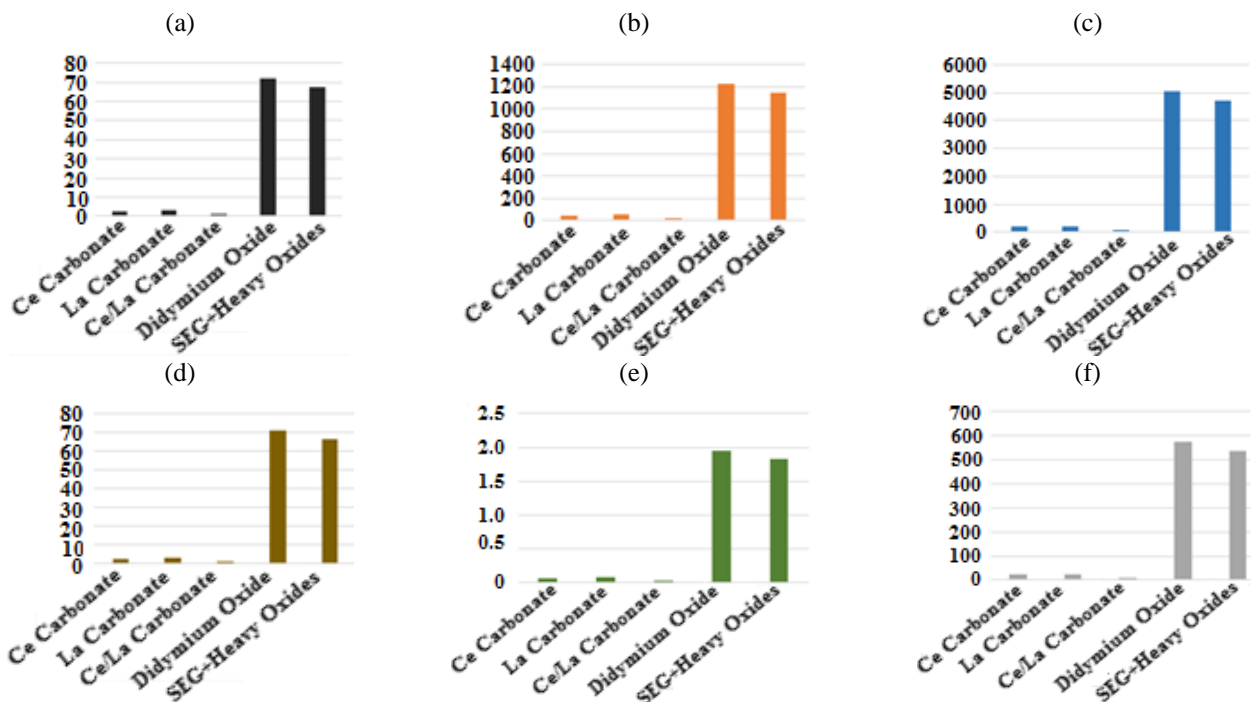 (a)
80
70
60
50
40
30
20
10
0
Ce Carbonate
La Carbonate
Ce/La Carbonate
Didymium Oxide
SEG-Heavy Oxides
(b)
1400
1200
1000
800
600
400
200
0
Ce Carbonate
La Carbonate
Ce/La Carbonate
Didymium Oxide
SEG-Heavy Oxides
(c)
6000
5000
4000
3000
2000
1000
0
Ce Carbonate
La Carbonate
Ce/La Carbonate
Didymium Oxide
SEG-Heavy Oxides
(d)
80
70
60
50
40
30
20
10
0
Ce Carbonate
La Carbonate
Ce/La Carbonate
Didymium Oxide
SEG-Heavy Oxides
(e)
2.5
2.0
1.5
1.0
0.5
0
Ce Carbonate
La Carbonate
Ce/La Carbonate
Didymium Oxide
SEG-Heavy Oxides
(f)
700
600
500
400
300
200
100
0
Ce Carbonate
La Carbonate
Ce/La Carbonate
Didymium Oxide
SEG-Heavy Oxides